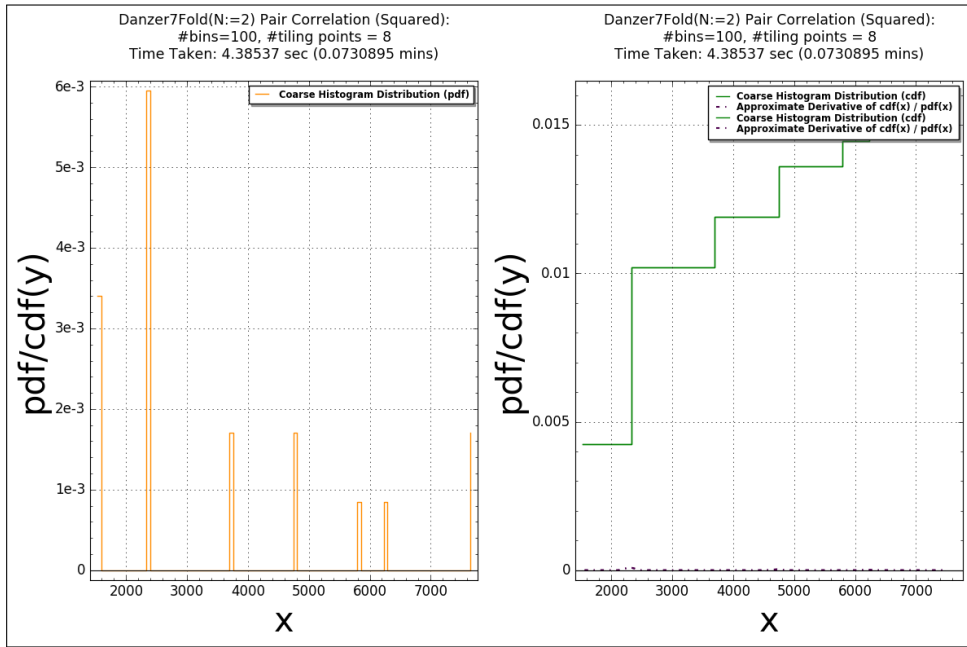 Danzer7Fold(N:=2) Pair Correlation (Squared):
#bins=100, #tiling points = 8
Time Taken: 4.38537 sec (0.0730895 mins)
6e-3
5e-3
4e-3
3e-3
2e-3
1e-3
0
pdf/cdf(y)
Coarse Histogram Distribution (pdf)
2000 3000 4000 5000 6000 7000
x
Danzer7Fold(N:=2) Pair Correlation (Squared):
#bins=100, #tiling points = 8
Time Taken: 4.38537 sec (0.0730895 mins)
0.015
0.01
0.005
0
pdf/cdf(y)
Coarse Histogram Distribution (cdf)
Approximate Derivative of cdf(x) / pdf(x)
Coarse Histogram Distribution (cdf)
Approximate Derivative of cdf(x) / pdf(x)
2000 3000 4000 5000 6000 7000
x